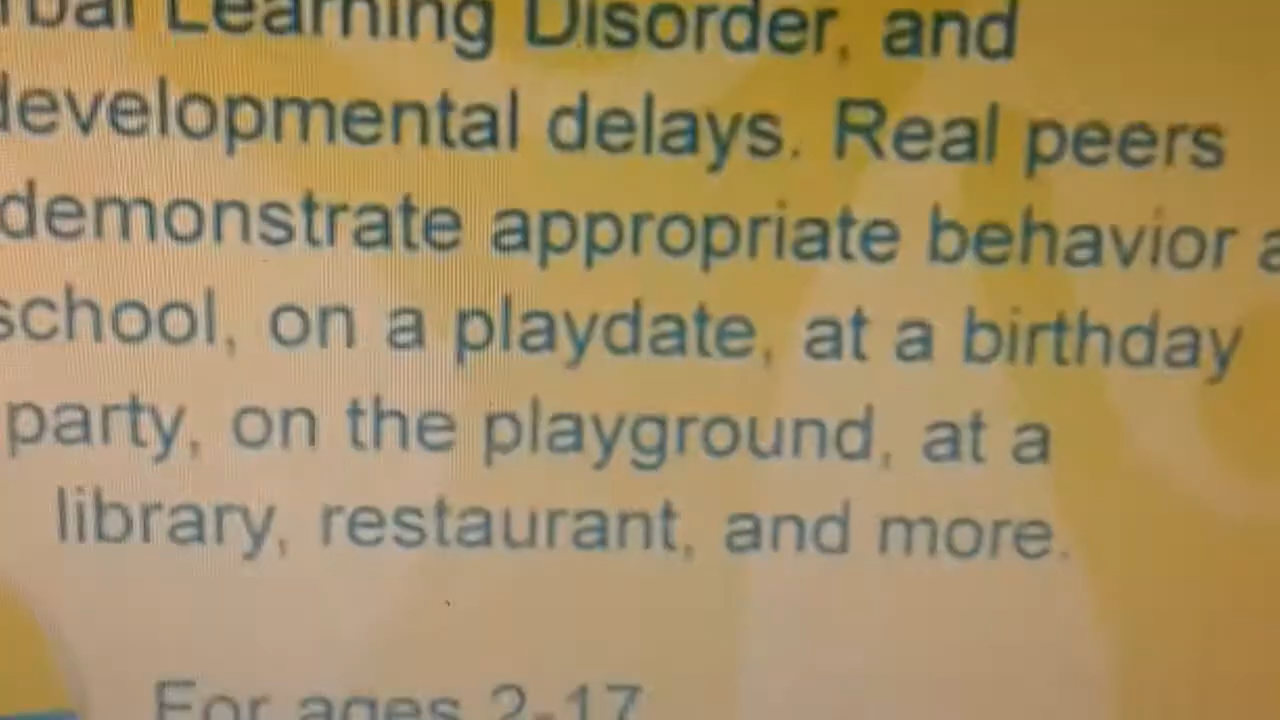 Learning Disorder, and
developmental delays. Real peers
demonstrate appropriate behavior
school, on a playdate, at a birthday
party, on the playground, at a
library, restaurant, and more.
For ages 2-17